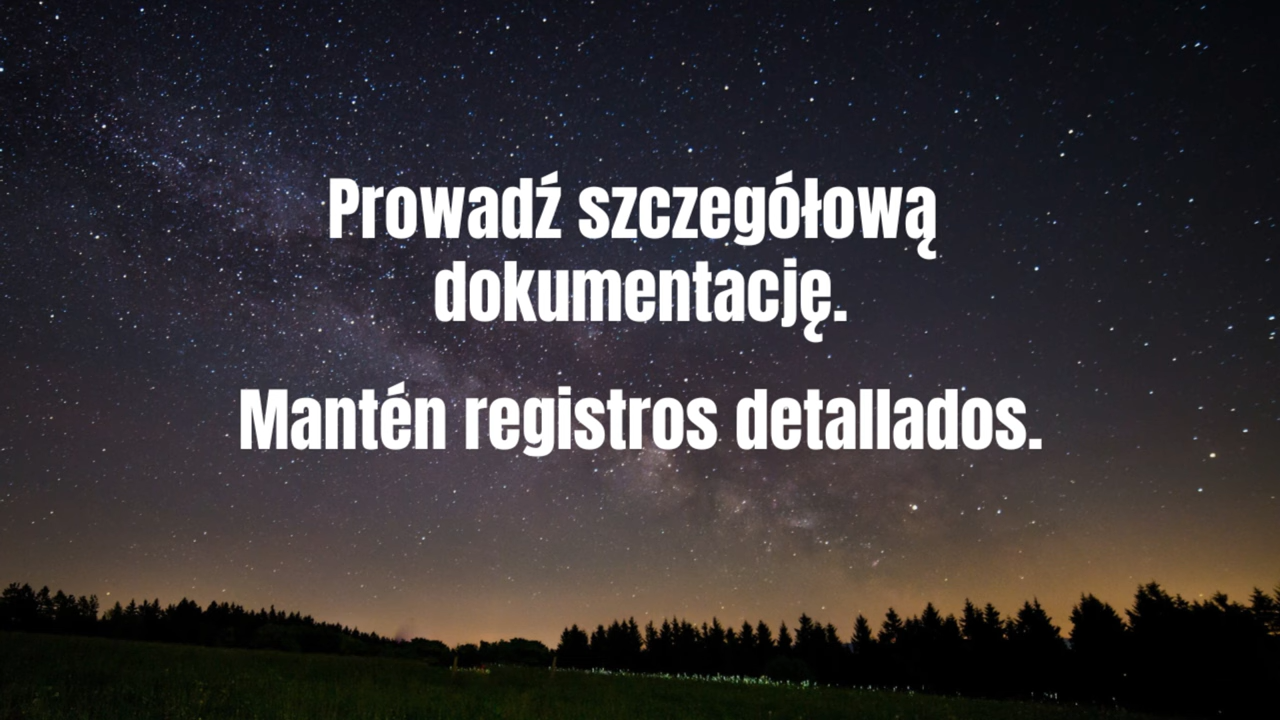 Prowadź szczegółową
dokumentację.
Mantén registros detallados.